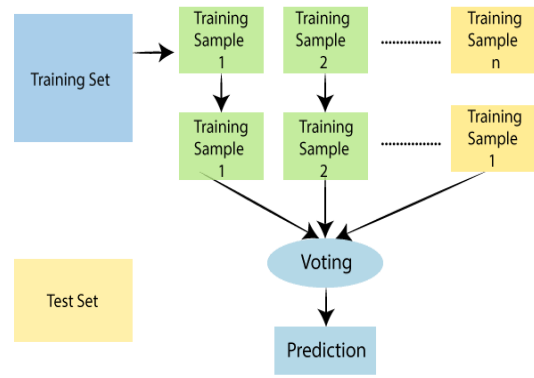 Training Set
Training
Sample
1
Training
Sample
2
Training
Sample
n
Training
Sample
1
Training
Sample
2
Training
Sample
1
Voting
Test Set
Prediction